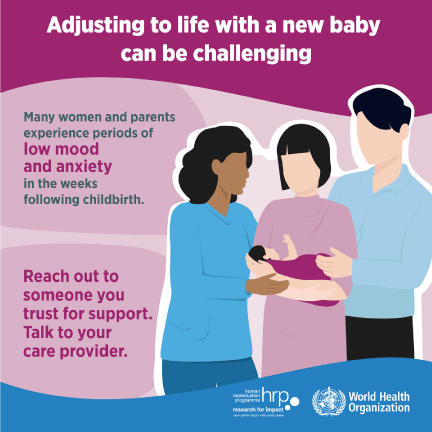 Adjusting to life with a new baby
can be challenging
Many women and parents
experience periods of
low mood
and anxiety
in the weeks
following childbirth.
Reach out to
someone you
trust for support.
Talk to your
care provider.
human
reproduction
programme
hrp.
research for impact
World Health
Organization